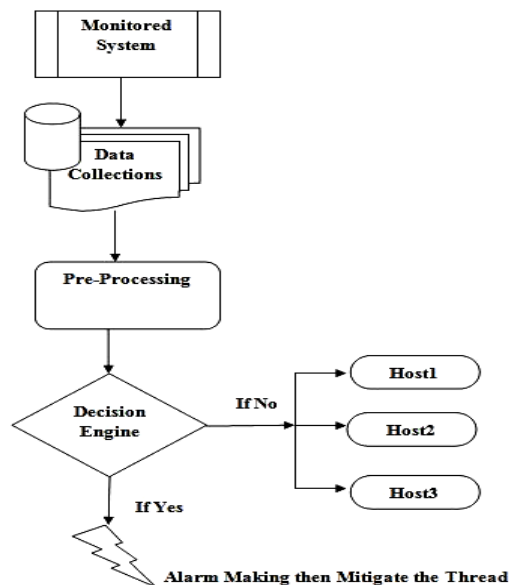 Monitored
System
Data
Collections
Pre-Processing
Decision
Engine
If No
Host1
Host2
Host3
If Yes
Alarm Making then Mitigate the Thread